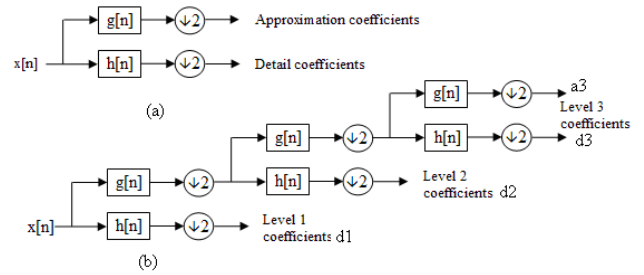 g[n] ↓2 Approximation coefficients
x[n]
h[n] ↓2 Detail coefficients
(a)
g[n] ↓2 a3
Level 3
coefficients
g[n] ↓2 h[n] ↓2 d3
g[n] ↓2 h[n] ↓2 Level 2
coefficients d2
x[n] h[n] ↓2 Level 1
coefficients d1
(b)